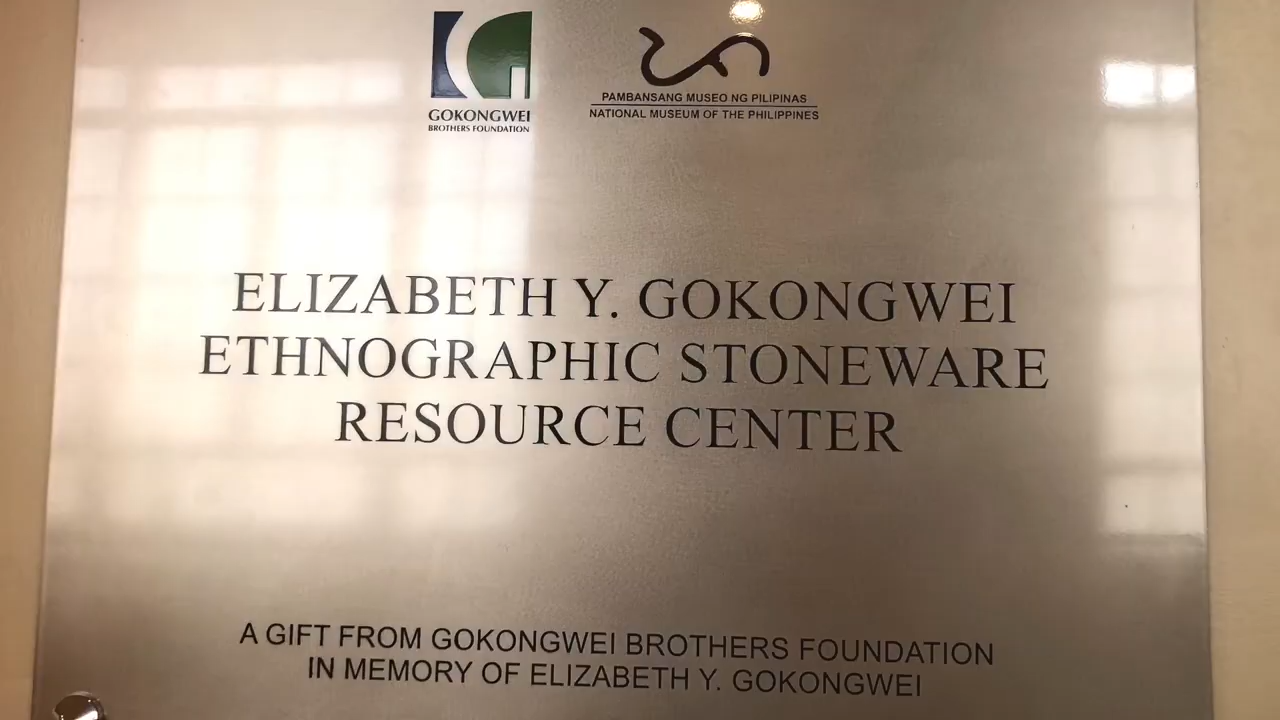 GOKONGWEI
BROTHERS FOUNDATION
PAMBANSANG MUSEO NG PILIPINAS
NATIONAL MUSEUM OF THE PHILIPPINES
ELIZABETH Y. GOKONGWEI
ETHNOGRAPHIC STONEWARE
RESOURCE CENTER
A GIFT FROM GOKONGWEI BROTHERS FOUNDATION
IN MEMORY OF ELIZABETH Y. GOKONGWEI